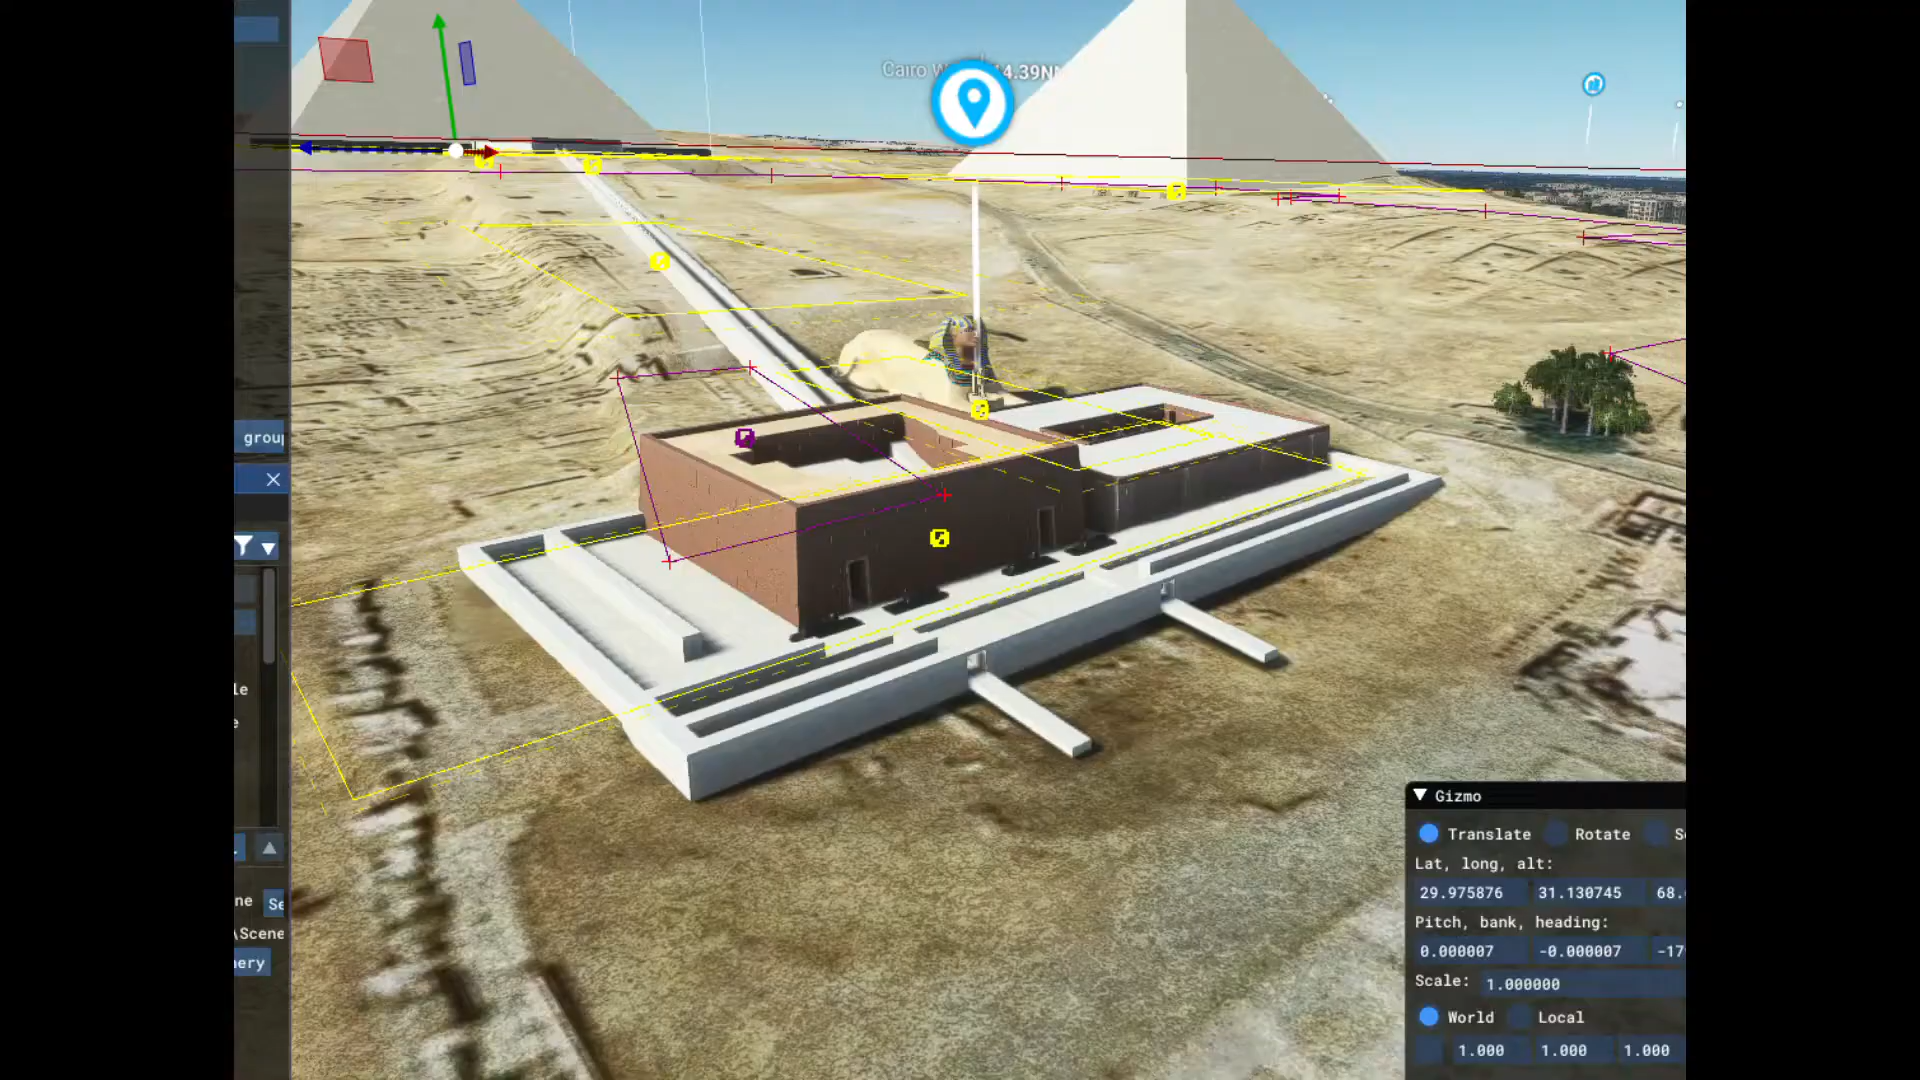 Cairo W 4.39N
grou
le
e
ne Se
\Scene
nery
Gizmo
Translate Rotate S
Lat, long, alt:
29.975876 31.130745 68.
Pitch, bank, heading:
0.000007 -0.000007 -17
Scale: 1.000000
World Local
1.000 1.000 1.000